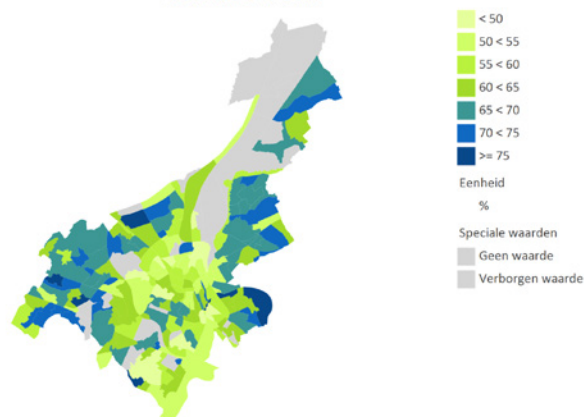 < 50
50 < 55
55 < 60
60 < 65
65 < 70
70 < 75
>= 75
Eenheid
%
Speciale waarden
Geen waarde
Verborgen waarde